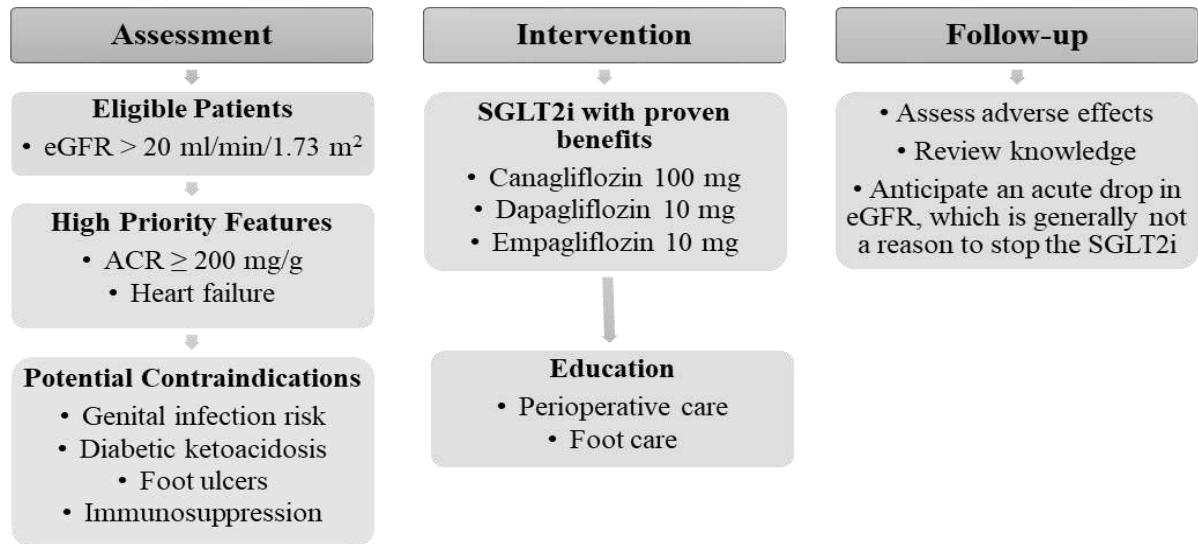 Assessment
Eligible Patients
• eGFR > 20 ml/min/1.73 m²
High Priority Features
• ACR ≥ 200 mg/g
• Heart failure
Potential Contraindications
• Genital infection risk
• Diabetic ketoacidosis
• Foot ulcers
• Immunosuppression
Intervention
SGLT2i with proven
benefits
• Canagliflozin 100 mg
• Dapagliflozin 10 mg
• Empagliflozin 10 mg
Education
• Perioperative care
• Foot care
Follow-up
• Assess adverse effects
• Review knowledge
• Anticipate an acute drop in
eGFR, which is generally not
a reason to stop the SGLT2i